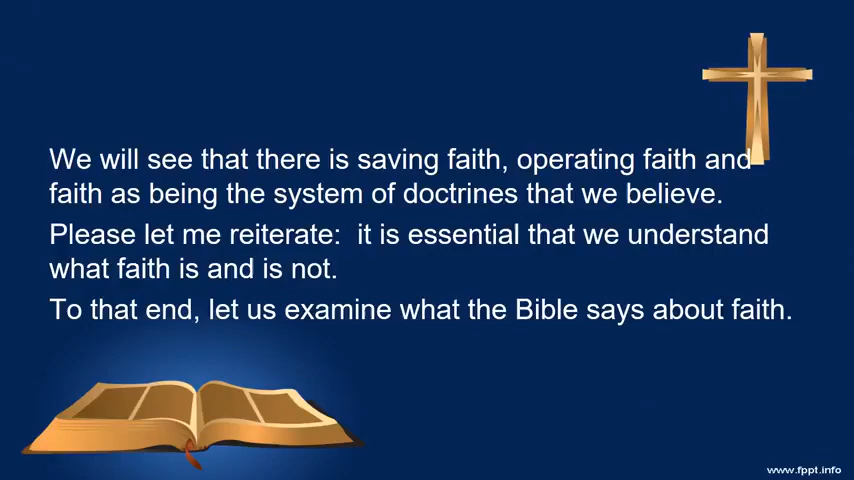 We will see that there is saving faith, operating faith and
faith as being the system of doctrines that we believe.
Please let me reiterate:  it is essential that we understand
what faith is and is not.
To that end, let us examine what the Bible says about faith.
www.fppt.info